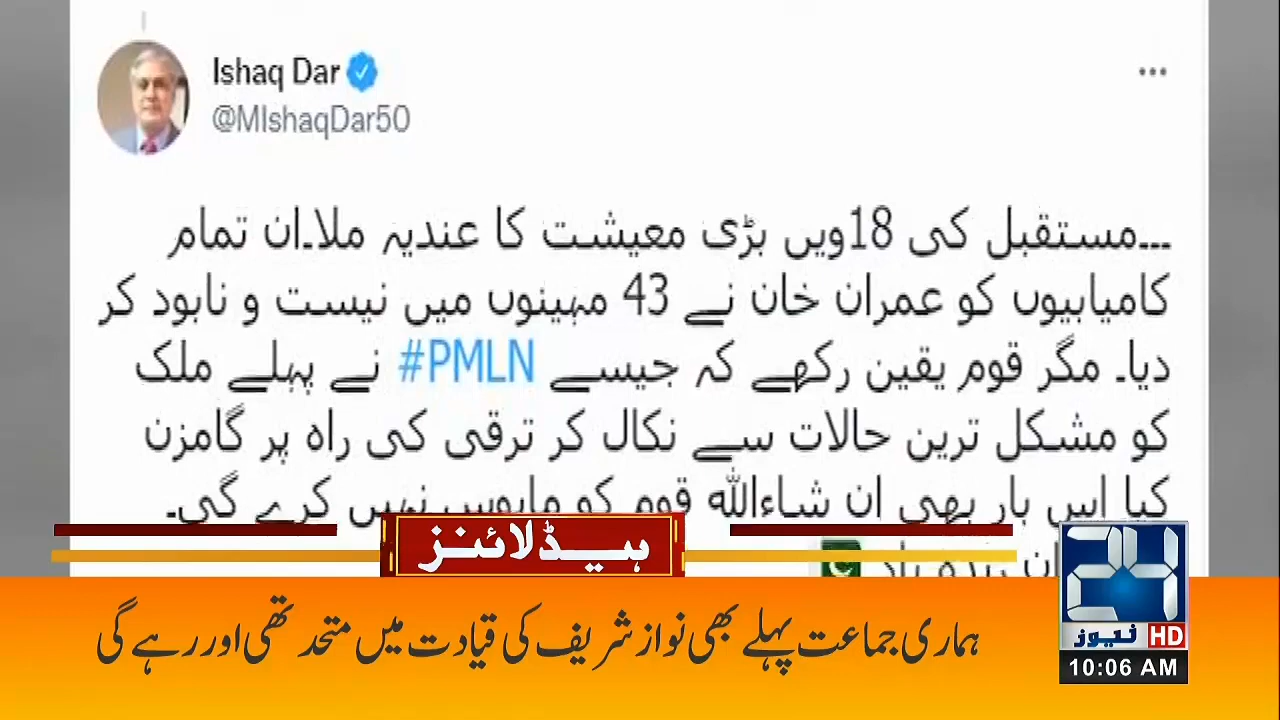 Ishaq Dar
@MIshaqDar50
...مستقبل کی 18ویں بڑی معیشت کا عندیہ ملا۔ان تمام
کامیابیوں کو عمران خان نے 43 مہینوں میں نیست و نابود کر
دیا۔ مگر قوم یقین رکھے کہ جیسے #PMLN نے پہلے ملک
کو مشکل ترین حالات سے نکال کر ترقی کی راہ پر گامزن
کیا اس بار بھی ان شاءاللہ قوم کو مایوس نہیں کرے گی۔
ہیڈلائنز
ہماری جماعت پہلے بھی نواز شریف کی قیادت میں متحد تھی اور رہے گی
24
نیوز HD
10:06 AM